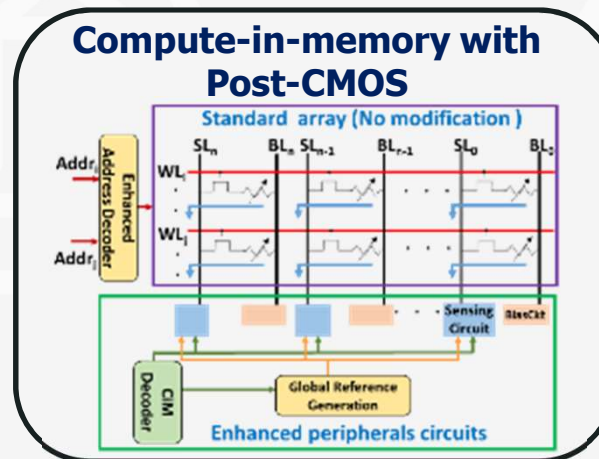 Compute-in-memory with
Post-CMOS
Standard array (No modification )
SLn BLn SLn-1 BLn-1 SL0 BL0
Addri
Enhanced
Address Decoder
WLi
WLj
Addrj
Sensing
Circuit
BiasCkt
CiM
Decoder
Global Reference
Generation
Enhanced peripherals circuits